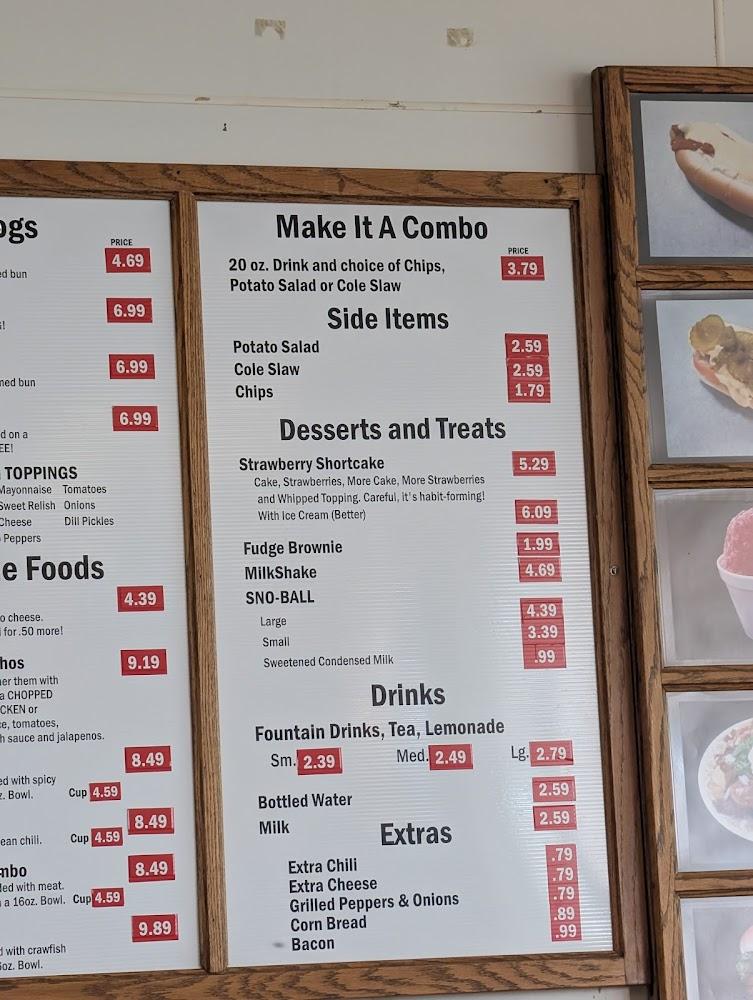 PRICE
4.69
ed bun
6.99
6.99
med bun
6.99
d on a
EE!
TOPPINGS
Mayonnaise Tomatoes
Sweet Relish Onions
Cheese Dill Pickles
Peppers
e Foods
4.39
o cheese.
for .50 more!
hos 9.19
her them with
a CHOPPED
CKEN or
ce, tomatoes,
h sauce and jalapenos.
8.49
ed with spicy
z. Bowl. Cup 4.59
8.49
ean chili. Cup 4.59
mbo 8.49
ded with meat.
n a 16oz. Bowl. Cup 4.59
9.89
d with crawfish
6oz. Bowl.
Make It A Combo
PRICE
20 oz. Drink and choice of Chips, 3.79
Potato Salad or Cole Slaw
Side Items
Potato Salad 2.59
Cole Slaw 2.59
Chips 1.79
Desserts and Treats
Strawberry Shortcake 5.29
Cake, Strawberries, More Cake, More Strawberries
and Whipped Topping. Careful, it's habit-forming!
With Ice Cream (Better) 6.09
Fudge Brownie 1.99
MilkShake 4.69
SNO-BALL
Large 4.39
Small 3.39
Sweetened Condensed Milk .99
Drinks
Fountain Drinks, Tea, Lemonade
Sm. 2.39 Med. 2.49 Lg. 2.79
Bottled Water 2.59
Milk 2.59
Extras
Extra Chili .79
Extra Cheese .79
Grilled Peppers & Onions .79
Corn Bread .89
Bacon .99